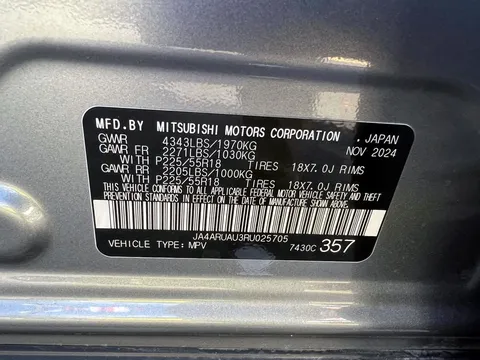 MFD.BY MITSUBISHI MOTORS CORPORATION . JAPAN
GVWR 4343LBS/1970KG NOV 2024
GAWR FR 2271LBS/1030KG
WITH P225/55R18 TIRES 18X7.0J RIMS
GAWR RR 2205LBS/1000KG
WITH P225/55R18 TIRES 18X7.0J RIMS
THIS VEHICLE CONFORMS TO ALL APPLICABLE FEDERAL MOTOR VEHICLE SAFETY, BUMPER, AND THEFT
PREVENTION STANDARDS IN EFFECT ON THE DATE OF MANUFACTURE SHOWN ABOVE.
JA4ARUAU3RU025705
VEHICLE TYPE: MPV 7430C 357